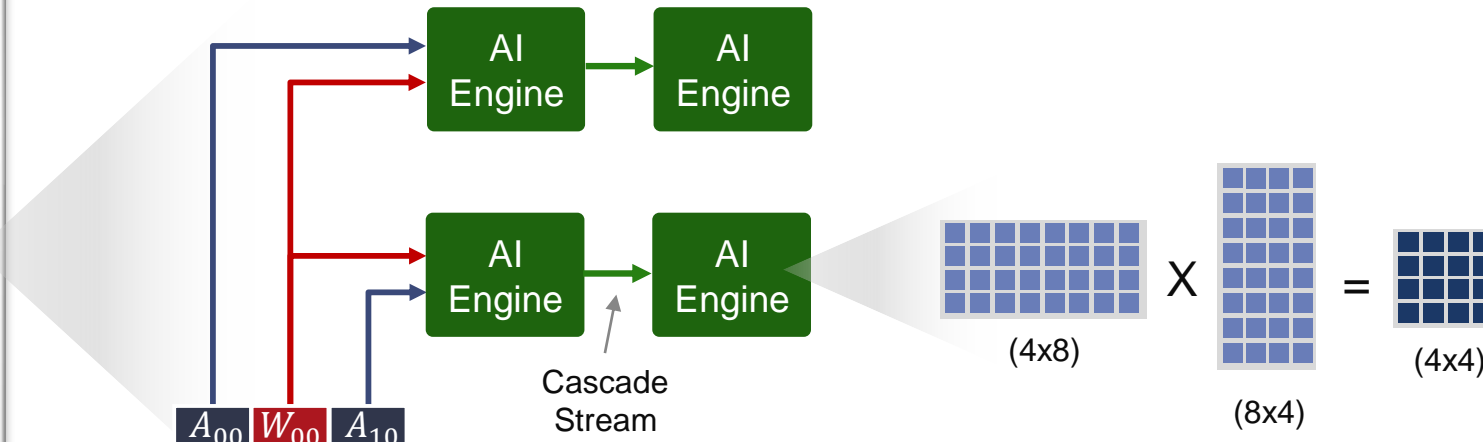 AI
Engine
AI
Engine
AI
Engine
AI
Engine
X
=
(4x8)
(8x4)
(4x4)
Cascade
Stream
A₀₀
W₀₀
A₁₀